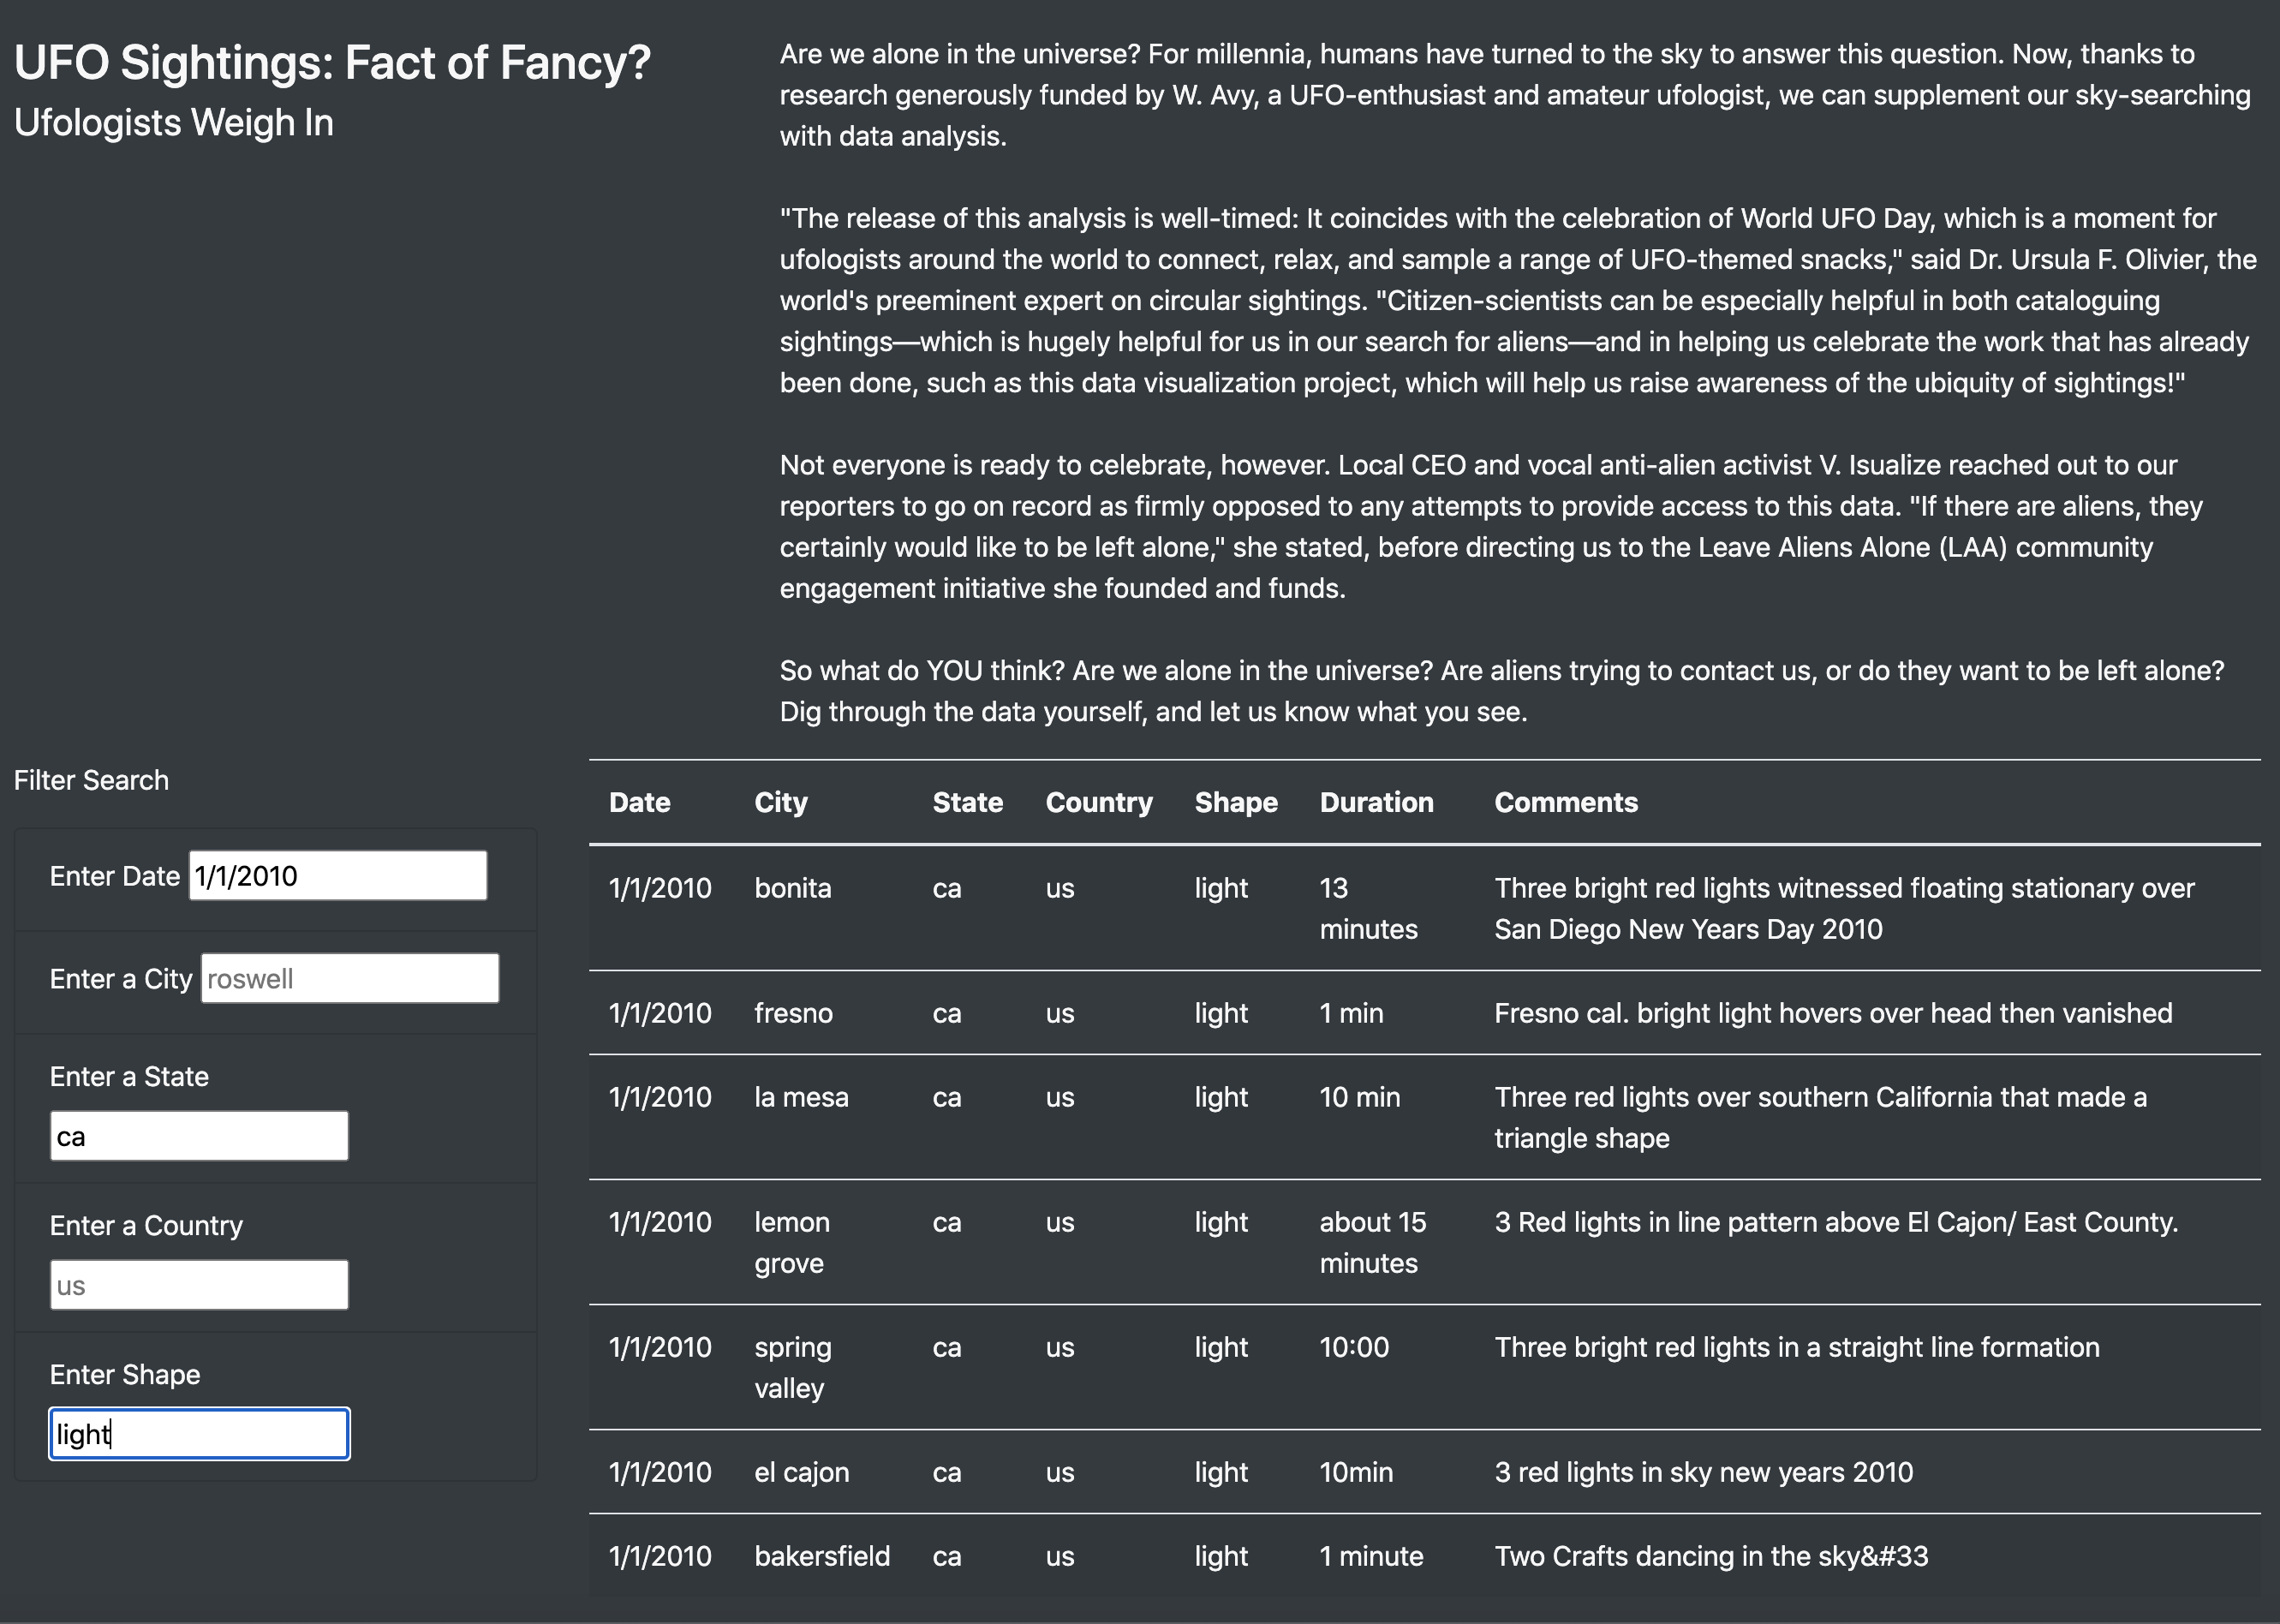 UFO Sightings: Fact of Fancy?
Ufologists Weigh In
Are we alone in the universe? For millennia, humans have turned to the sky to answer this question. Now, thanks to
research generously funded by W. Avy, a UFO-enthusiast and amateur ufologist, we can supplement our sky-searching
with data analysis.
"The release of this analysis is well-timed: It coincides with the celebration of World UFO Day, which is a moment for
ufologists around the world to connect, relax, and sample a range of UFO-themed snacks," said Dr. Ursula F. Olivier, the
world's preeminent expert on circular sightings. "Citizen-scientists can be especially helpful in both cataloguing
sightings—which is hugely helpful for us in our search for aliens—and in helping us celebrate the work that has already
been done, such as this data visualization project, which will help us raise awareness of the ubiquity of sightings!"
Not everyone is ready to celebrate, however. Local CEO and vocal anti-alien activist V. Isualize reached out to our
reporters to go on record as firmly opposed to any attempts to provide access to this data. "If there are aliens, they
certainly would like to be left alone," she stated, before directing us to the Leave Aliens Alone (LAA) community
engagement initiative she founded and funds.
So what do YOU think? Are we alone in the universe? Are aliens trying to contact us, or do they want to be left alone?
Dig through the data yourself, and let us know what you see.
Filter Search
Enter Date 1/1/2010
Enter a City roswell
Enter a State
ca
Enter a Country
us
Enter Shape
light
Date City State Country Shape Duration Comments
1/1/2010 bonita ca us light 13 Three bright red lights witnessed floating stationary over
minutes San Diego New Years Day 2010
1/1/2010 fresno ca us light 1 min Fresno cal. bright light hovers over head then vanished
1/1/2010 la mesa ca us light 10 min Three red lights over southern California that made a
triangle shape
1/1/2010 lemon ca us light about 15 3 Red lights in line pattern above El Cajon/ East County.
grove minutes
1/1/2010 spring ca us light 10:00 Three bright red lights in a straight line formation
valley
1/1/2010 el cajon ca us light 10min 3 red lights in sky new years 2010
1/1/2010 bakersfield ca us light 1 minute Two Crafts dancing in the sky&#33